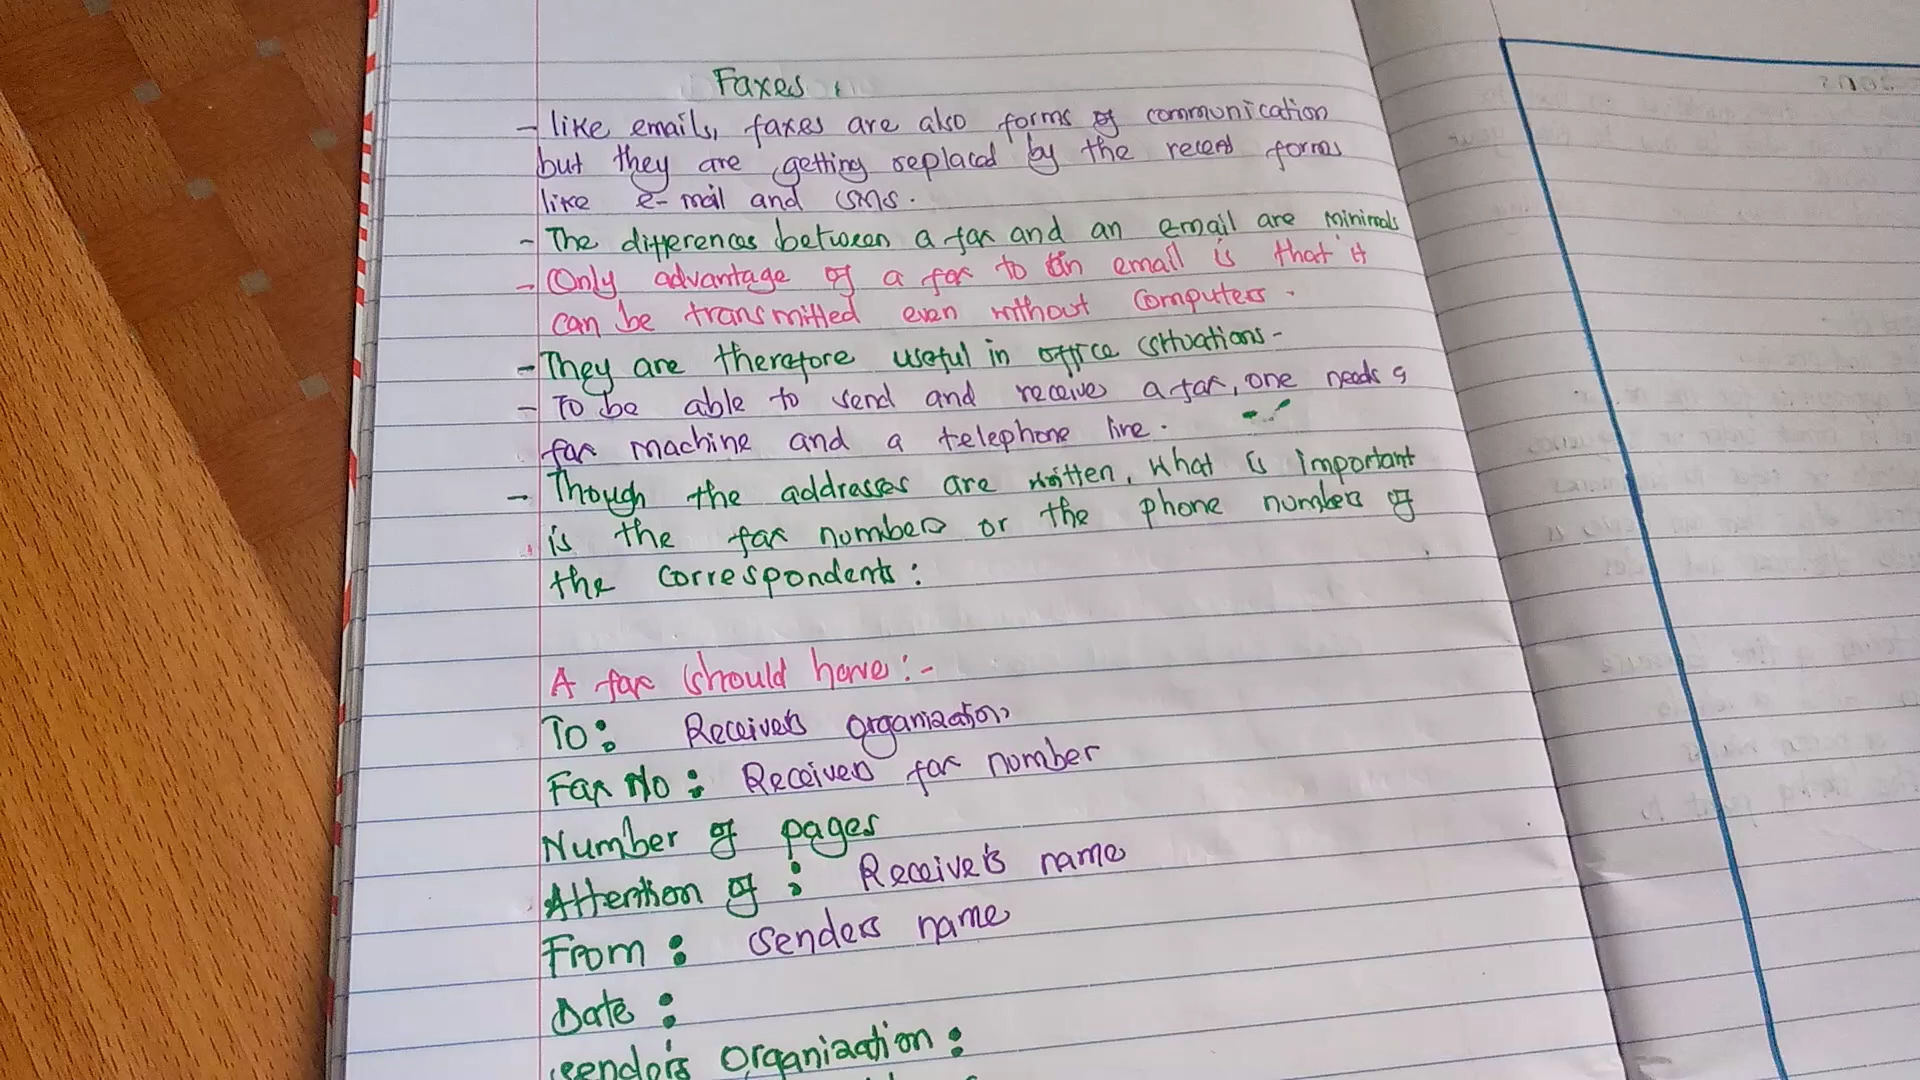 Faxes
- like emails, faxes are also forms of communication
but they are getting replaced by the recent forms
like e-mail and sms.
- The differences between a fax and an email are minimal
- Only advantage of a fax to an email is that it
can be transmitted even without computers.
- They are therefore useful in office situations-
- To be able to send and receive a fax, one needs a
fax machine and a telephone line.
- Though the addresses are written, what is important
is the fax numbers or the phone numbers of
the correspondents:
A fax should have:-
To: Receiver's organization
Fax No: Receivers fax number
Number of pages
Attention of: Receiver's name
From: Senders name
Date:
sender's Organization: